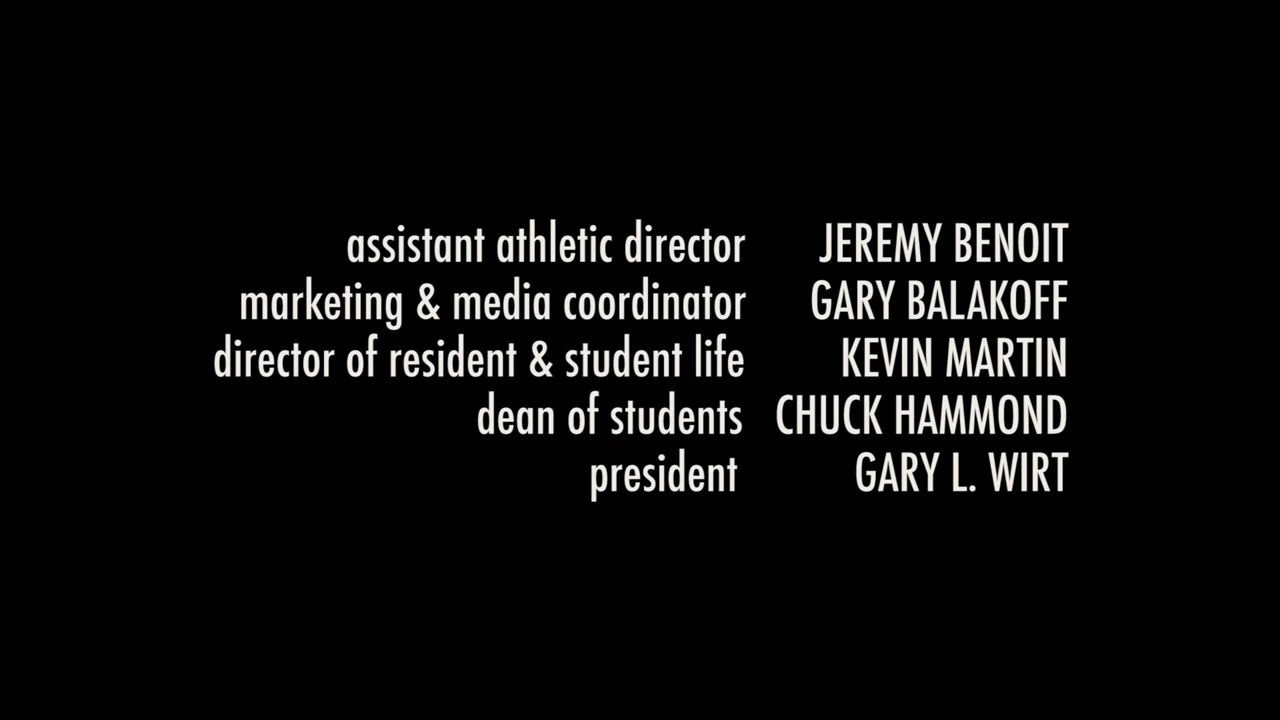 assistant athletic director JEREMY BENOIT
marketing & media coordinator GARY BALAKOFF
director of resident & student life KEVIN MARTIN
dean of students CHUCK HAMMOND
president GARY L. WIRT